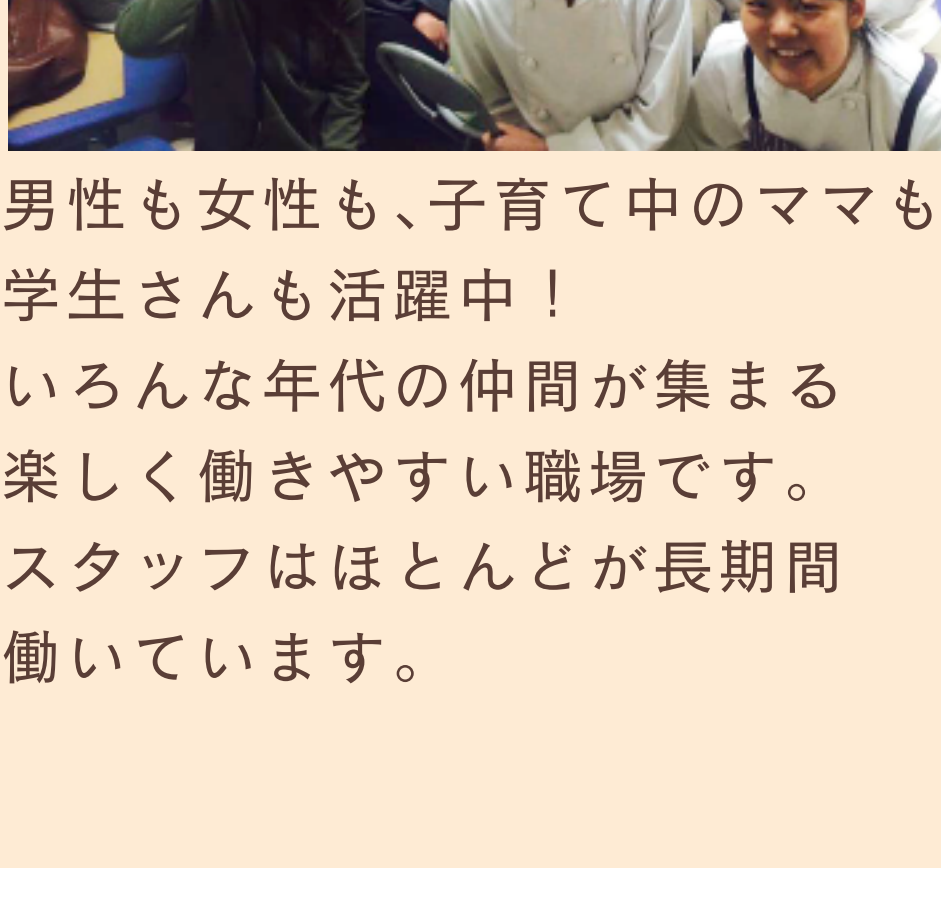 男性も女性も、子育て中のママも
学生さんも活躍中！
いろんな年代の仲間が集まる
楽しく働きやすい職場です。
スタッフはほとんどが長期間
働いています。